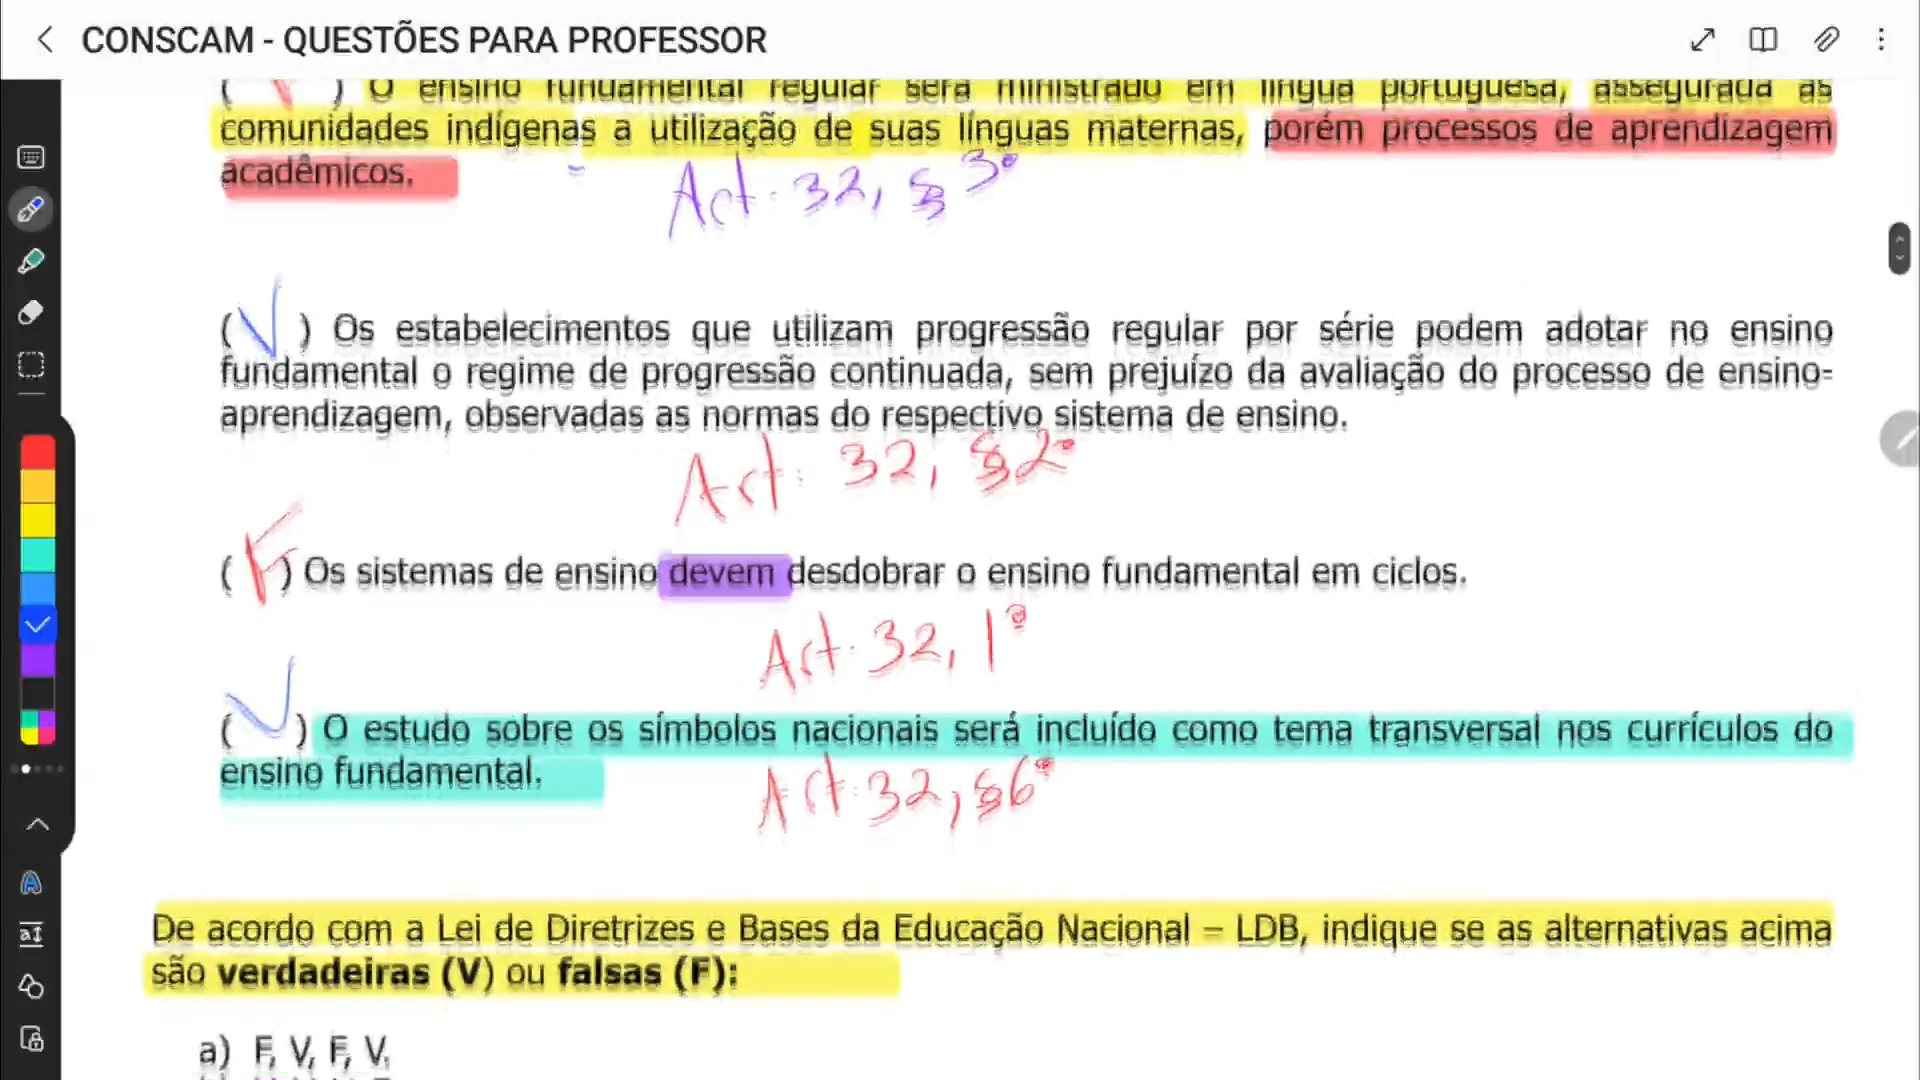 CONSCAM - QUESTÕES PARA PROFESSOR
( F ) O ensino fundamental regular será ministrado em língua portuguesa, assegurada às
comunidades indígenas a utilização de suas línguas maternas, porém processos de aprendizagem
acadêmicos.
Art. 32, § 3º
( V ) Os estabelecimentos que utilizam progressão regular por série podem adotar no ensino
fundamental o regime de progressão continuada, sem prejuízo da avaliação do processo de ensino-
aprendizagem, observadas as normas do respectivo sistema de ensino.
Art. 32, §2º
( F ) Os sistemas de ensino devem desdobrar o ensino fundamental em ciclos.
Art. 32, 1º
( V ) O estudo sobre os símbolos nacionais será incluído como tema transversal nos currículos do
ensino fundamental.
Art. 32, §6º
De acordo com a Lei de Diretrizes e Bases da Educação Nacional – LDB, indique se as alternativas acima
são verdadeiras (V) ou falsas (F):
a) F, V, F, V.